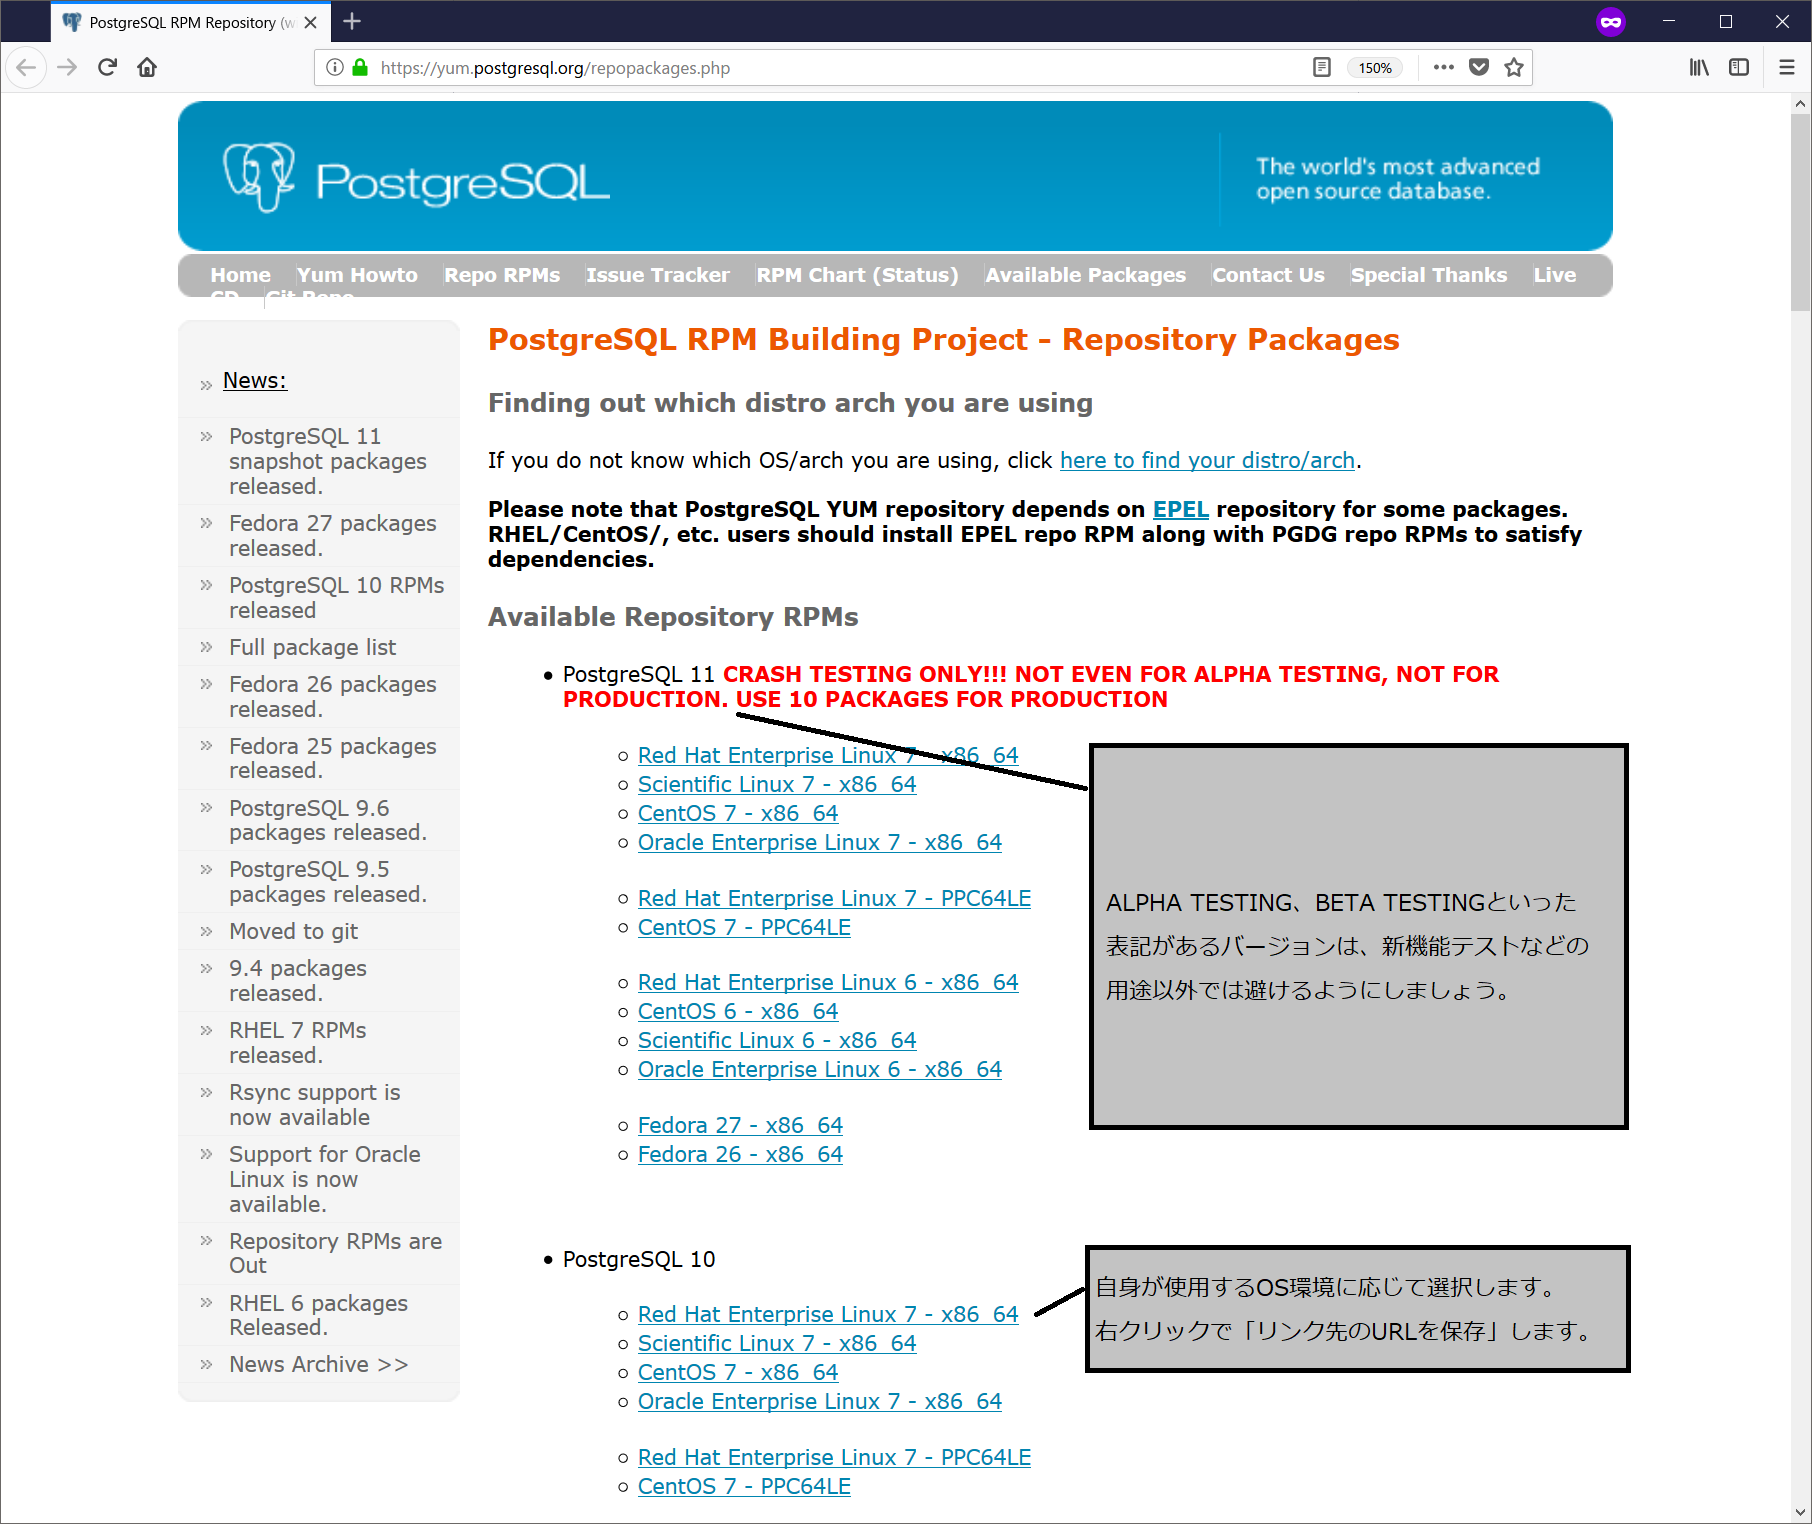 PostgreSQL RPM Repository (w
https://yum.postgresql.org/repopackages.php
150%
PostgreSQL
The world's most advanced
open source database.
Home Yum Howto Repo RPMs Issue Tracker RPM Chart (Status) Available Packages Contact Us Special Thanks Live
CD Git Repo
News:
PostgreSQL 11
snapshot packages
released.
Fedora 27 packages
released.
PostgreSQL 10 RPMs
released
Full package list
Fedora 26 packages
released.
Fedora 25 packages
released.
PostgreSQL 9.6
packages released.
PostgreSQL 9.5
packages released.
Moved to git
9.4 packages
released.
RHEL 7 RPMs
released.
Rsync support is
now available
Support for Oracle
Linux is now
available.
Repository RPMs are
Out
RHEL 6 packages
Released.
News Archive >>
PostgreSQL RPM Building Project - Repository Packages
Finding out which distro arch you are using
If you do not know which OS/arch you are using, click here to find your distro/arch.
Please note that PostgreSQL YUM repository depends on EPEL repository for some packages.
RHEL/CentOS/, etc. users should install EPEL repo RPM along with PGDG repo RPMs to satisfy
dependencies.
Available Repository RPMs
PostgreSQL 11 CRASH TESTING ONLY!!! NOT EVEN FOR ALPHA TESTING, NOT FOR
PRODUCTION. USE 10 PACKAGES FOR PRODUCTION
Red Hat Enterprise Linux 7 - x86_64
Scientific Linux 7 - x86_64
CentOS 7 - x86_64
Oracle Enterprise Linux 7 - x86_64
Red Hat Enterprise Linux 7 - PPC64LE
CentOS 7 - PPC64LE
Red Hat Enterprise Linux 6 - x86_64
CentOS 6 - x86_64
Scientific Linux 6 - x86_64
Oracle Enterprise Linux 6 - x86_64
Fedora 27 - x86_64
Fedora 26 - x86_64
ALPHA TESTING、BETA TESTINGといった
表記があるバージョンは、新機能テストなどの
用途以外では避けるようにしましょう。
PostgreSQL 10
Red Hat Enterprise Linux 7 - x86_64
Scientific Linux 7 - x86_64
CentOS 7 - x86_64
Oracle Enterprise Linux 7 - x86_64
Red Hat Enterprise Linux 7 - PPC64LE
CentOS 7 - PPC64LE
自身が使用するOS環境に応じて選択します。
右クリックで「リンク先のURLを保存」します。